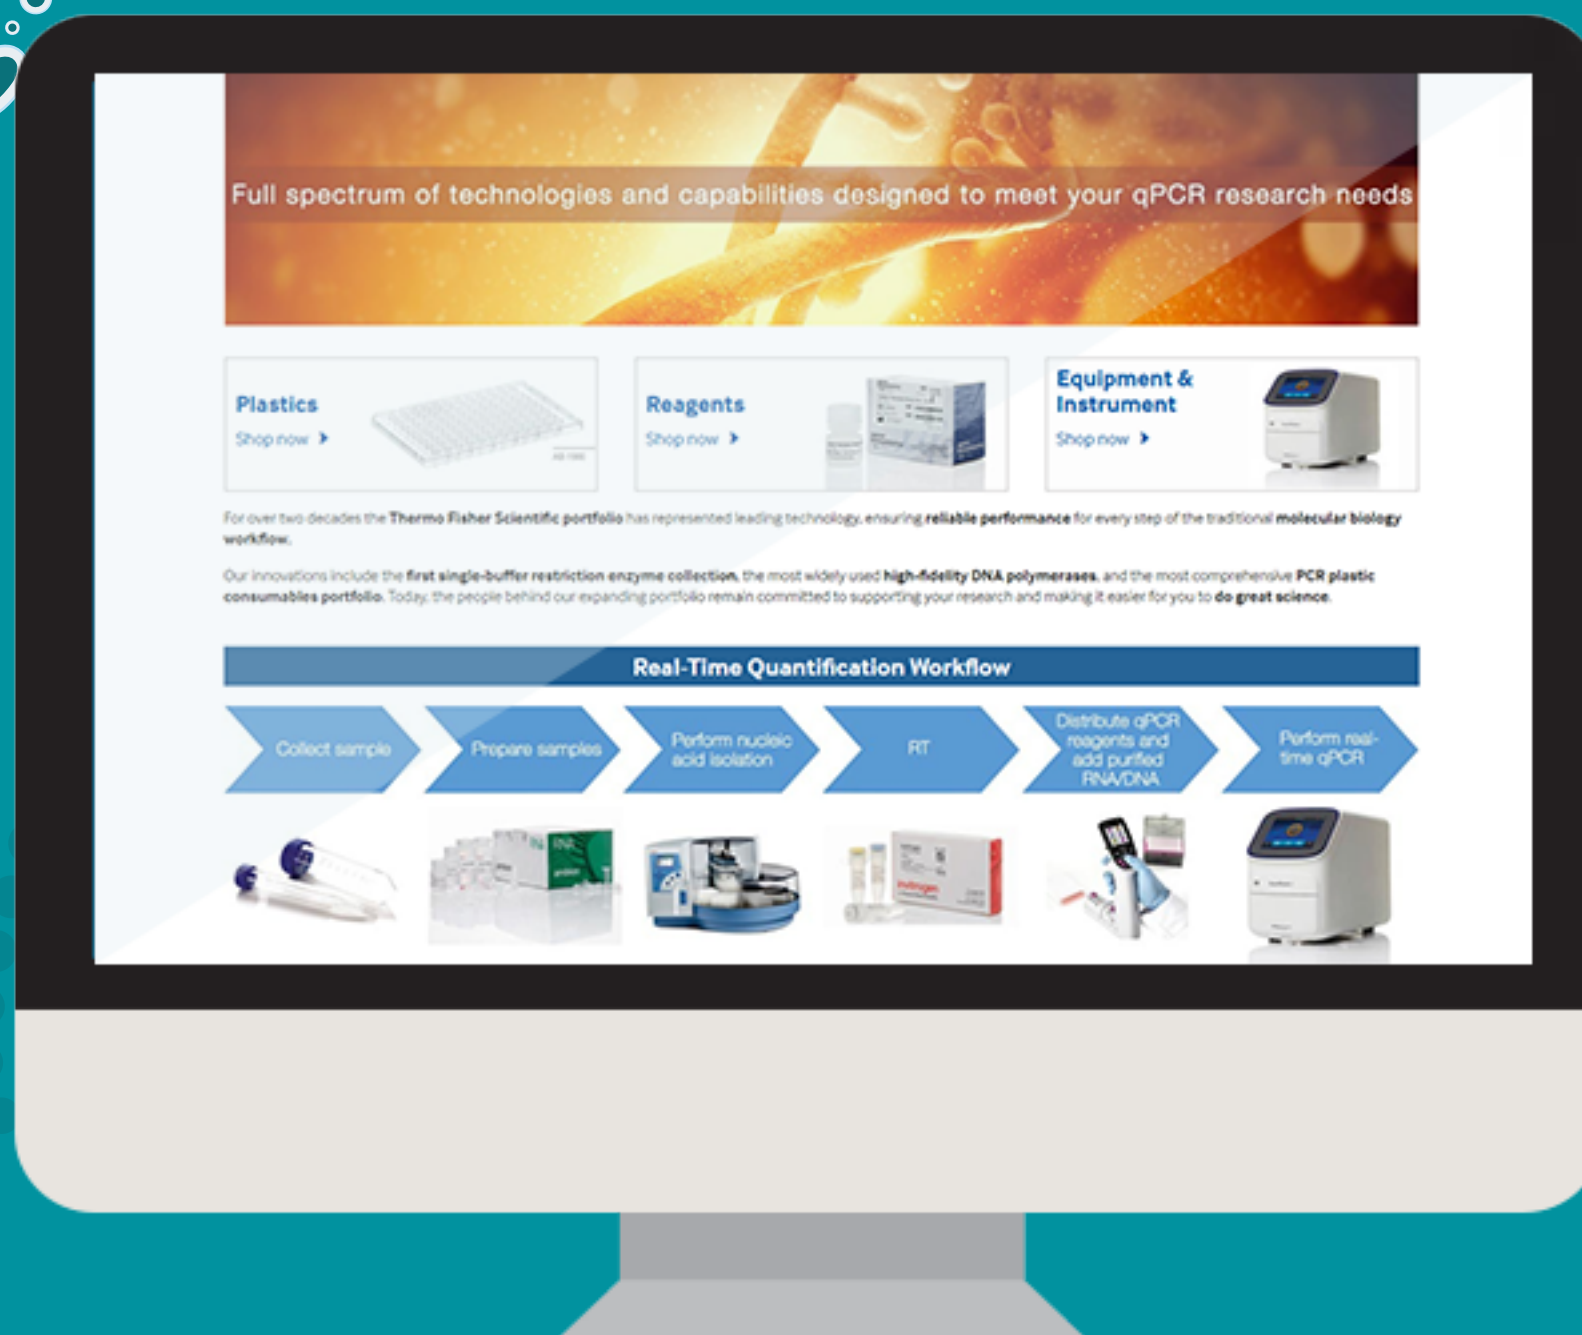 Full spectrum of technologies and capabilities designed to meet your qPCR research needs
Plastics
Shop now
Reagents
Shop now
Equipment &
Instrument
Shop now
For over two decades the Thermo Fisher Scientific portfolio has represented leading technology, ensuring reliable performance for every step of the traditional molecular biology
workflow.
Our innovations include the first single-buffer restriction enzyme collection, the most widely used high-fidelity DNA polymerases, and the most comprehensive PCR plastic
consumables portfolio. Today, the people behind our expanding portfolio remain committed to supporting your research and making it easier for you to do great science.
Real-Time Quantification Workflow
Collect sample
Prepare samples
Perform nucleic
acid isolation
RT
Distribute qPCR
reagents and
add purified
RNA/DNA
Perform real-
time qPCR
invitrogen